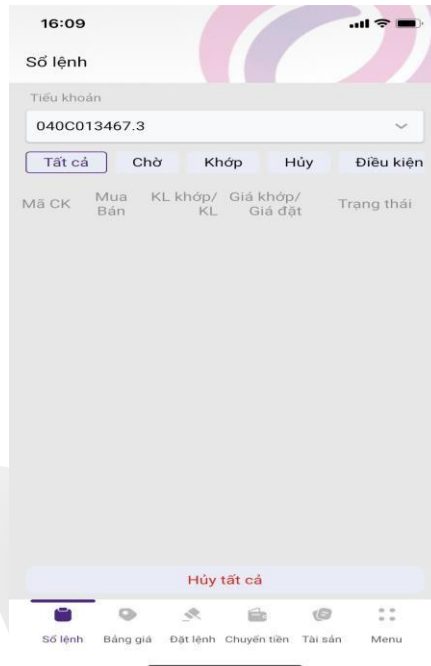 16:09
Sổ lệnh
Tiểu khoản
040C013467.3
Tất cả Chờ Khớp Hủy Điều kiện
Mã CK Mua Bán KL khớp/ KL Giá khớp/ Giá đặt Trạng thái
Hủy tất cả
Sổ lệnh Bảng giá Đặt lệnh Chuyển tiền Tài sản Menu